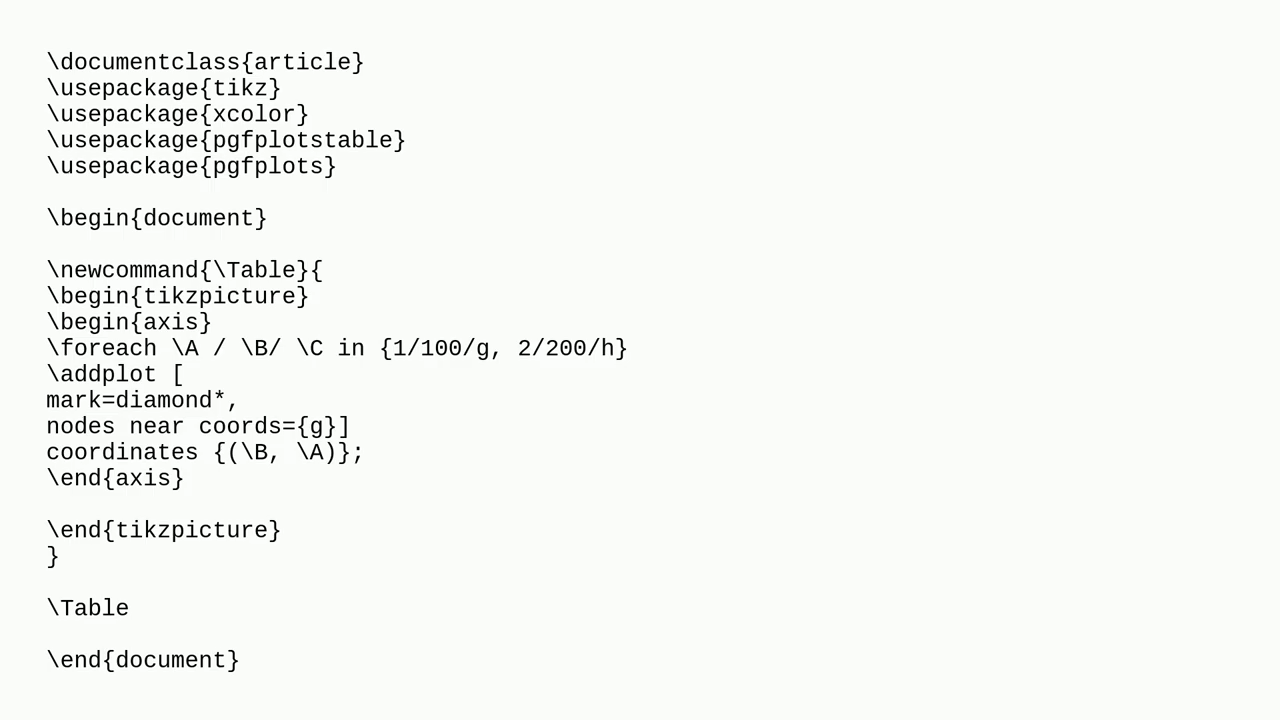 \documentclass{article}
\usepackage{tikz}
\usepackage{xcolor}
\usepackage{pgfplotstable}
\usepackage{pgfplots}
\begin{document}
\newcommand{\Table}{
\begin{tikzpicture}
\begin{axis}
\foreach \A / \B/ \C in {1/100/g, 2/200/h}
\addplot [
mark=diamond*,
nodes near coords={g}]
coordinates {(\B, \A)};
\end{axis}
\end{tikzpicture}
}
\Table
\end{document}